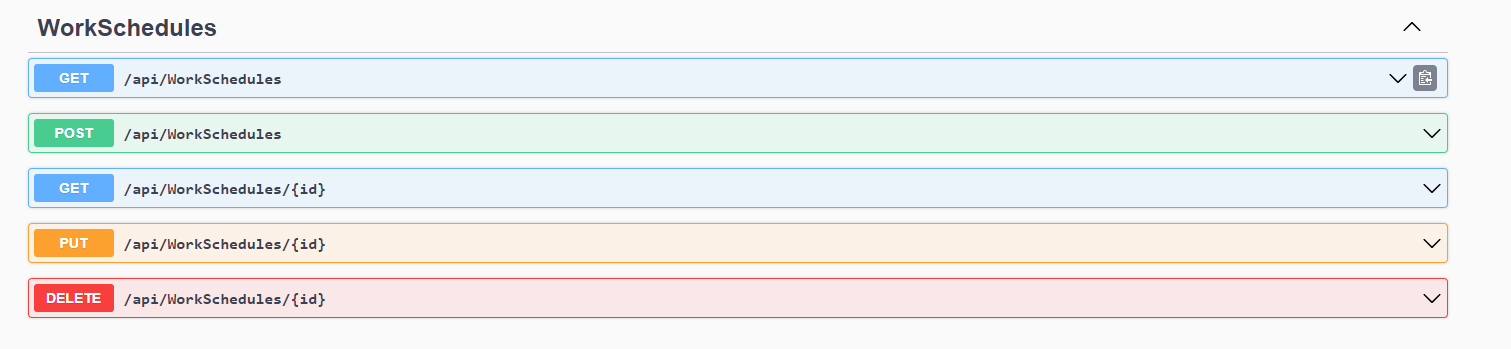 WorkSchedules
GET /api/WorkSchedules
POST /api/WorkSchedules
GET /api/WorkSchedules/{id}
PUT /api/WorkSchedules/{id}
DELETE /api/WorkSchedules/{id}